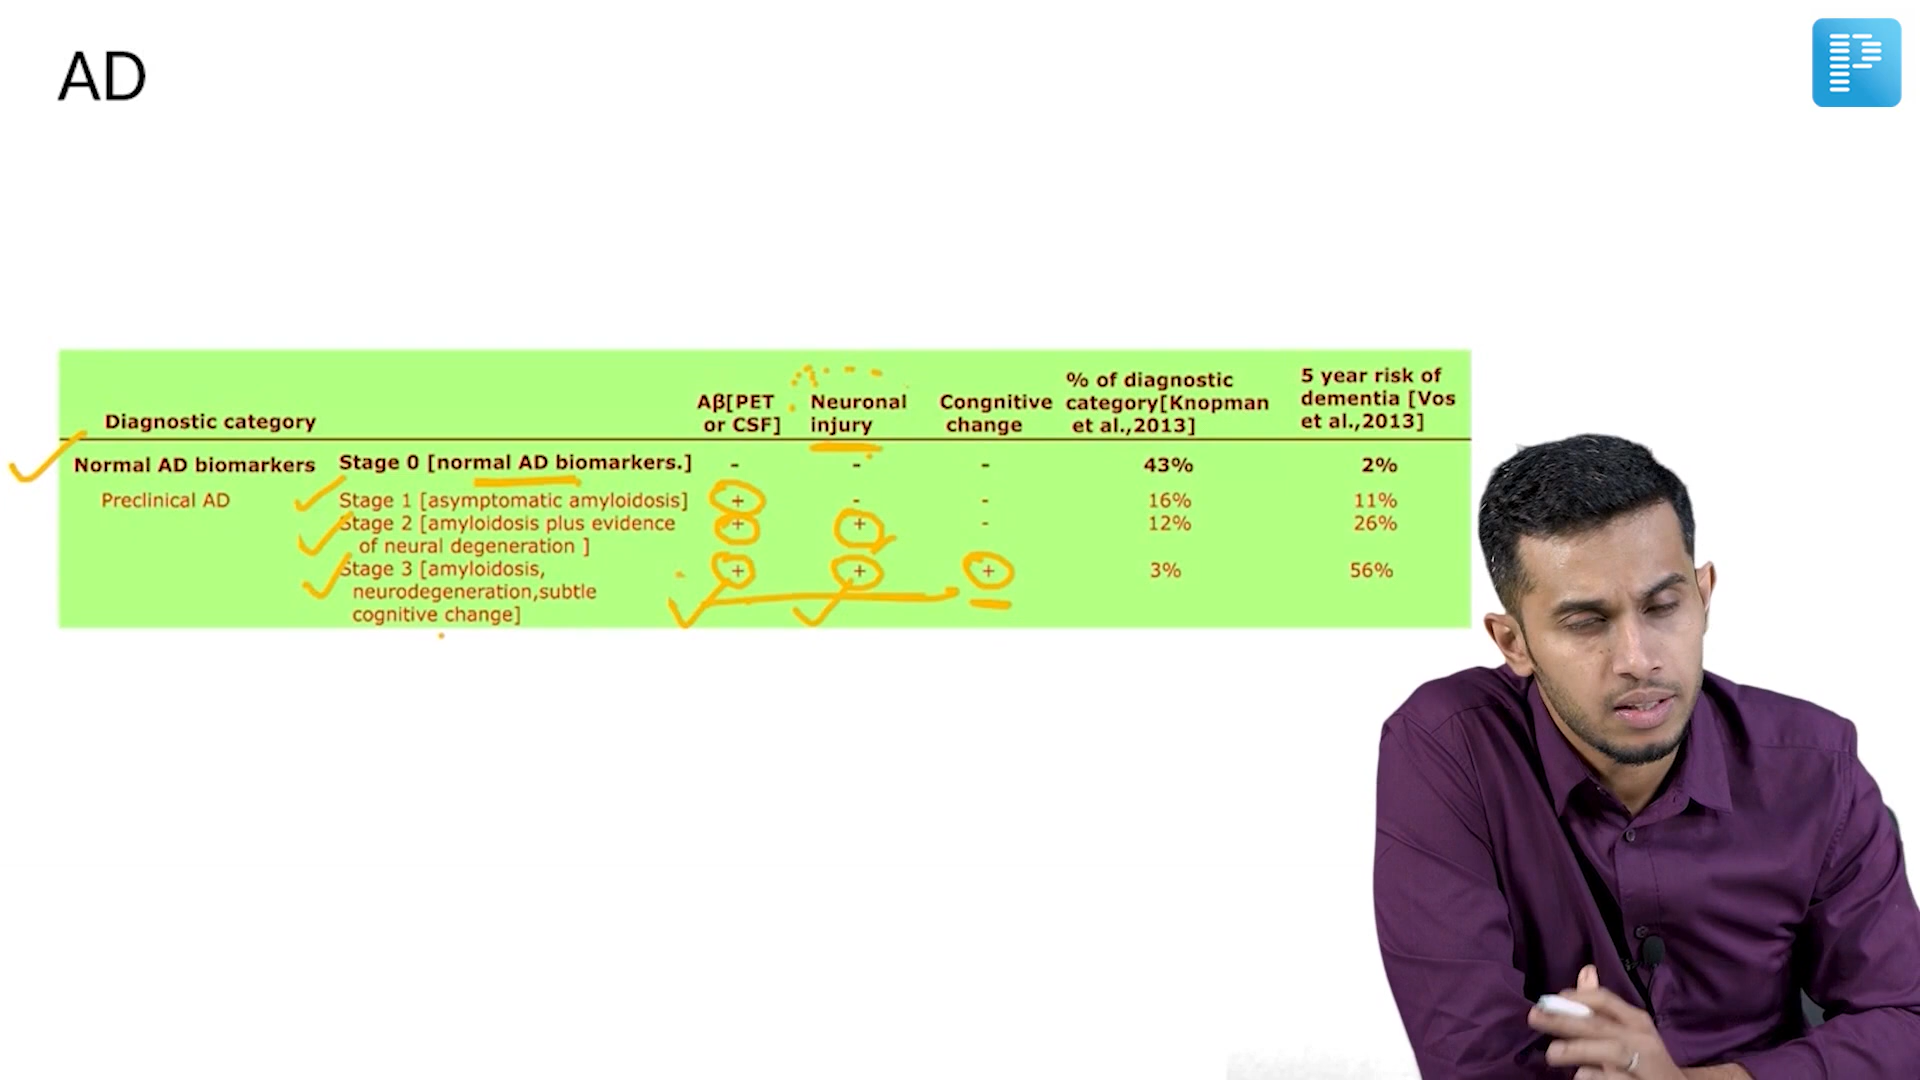 AD
Diagnostic category
Aβ[PET or CSF]
Neuronal injury
Congnitive change
% of diagnostic category[Knopman et al.,2013]
5 year risk of dementia [Vos et al.,2013]
Normal AD biomarkers Stage 0 [normal AD biomarkers.] - - - 43% 2%
Preclinical AD Stage 1 [asymptomatic amyloidosis] + - - 16% 11%
Stage 2 [amyloidosis plus evidence + + - 12% 26%
of neural degeneration ]
Stage 3 [amyloidosis, + + + 3% 56%
neurodegeneration,subtle
cognitive change]